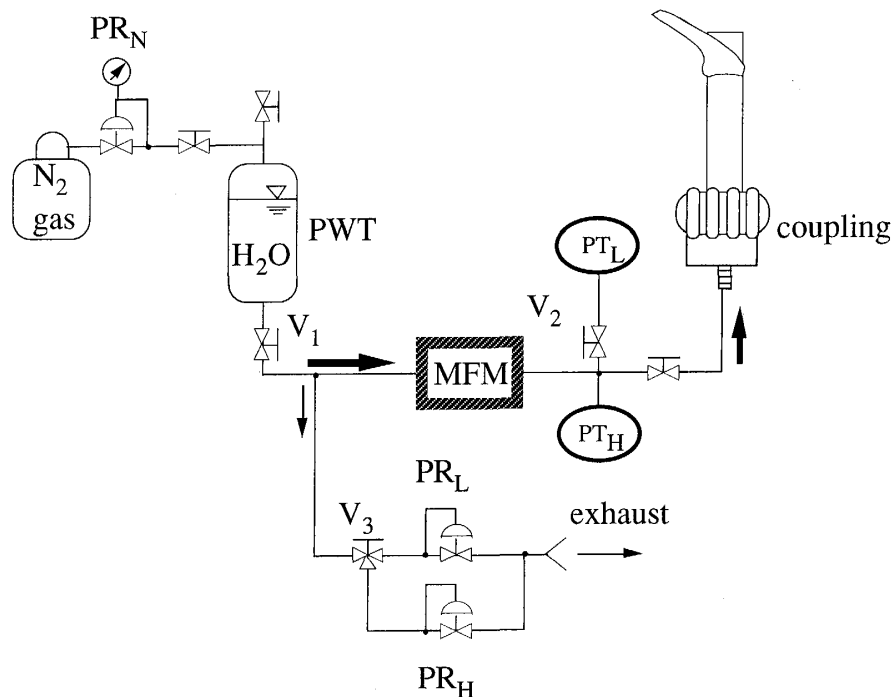 PR_N
N_2
gas
H_2O
PWT
V_1
MFM
V_2
PT_L
PT_H
coupling
PR_L
V_3
exhaust
PR_H